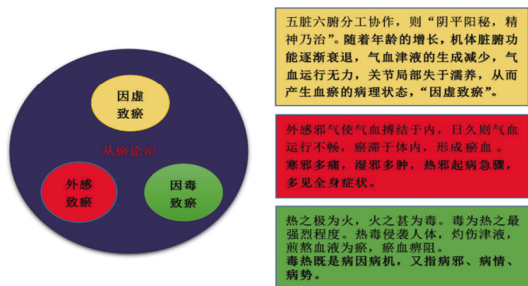 因虚
致瘀
从瘀论治
外感
致瘀
因毒
致瘀
五脏六腑分工协作，则“阴平阳秘，精
神乃治”。随着年龄的增长，机体脏腑功
能逐渐衰退，气血津液的生成减少，气
血运行无力，关节局部失于濡养，从而
产生血瘀的病理状态，“因虚致瘀”。
外感邪气使气血搏结于内，日久则气血
运行不畅，瘀滞于体内，形成瘀血。
寒邪多痛，湿邪多肿，热邪起病急骤，
多见全身症状。
热之极为火，火之甚为毒。毒为热之最
强烈程度。热毒侵袭人体，灼伤津液，
煎熬血液为瘀，瘀血痹阻。
毒热既是病因病机，又指病邪、病情、
病势。